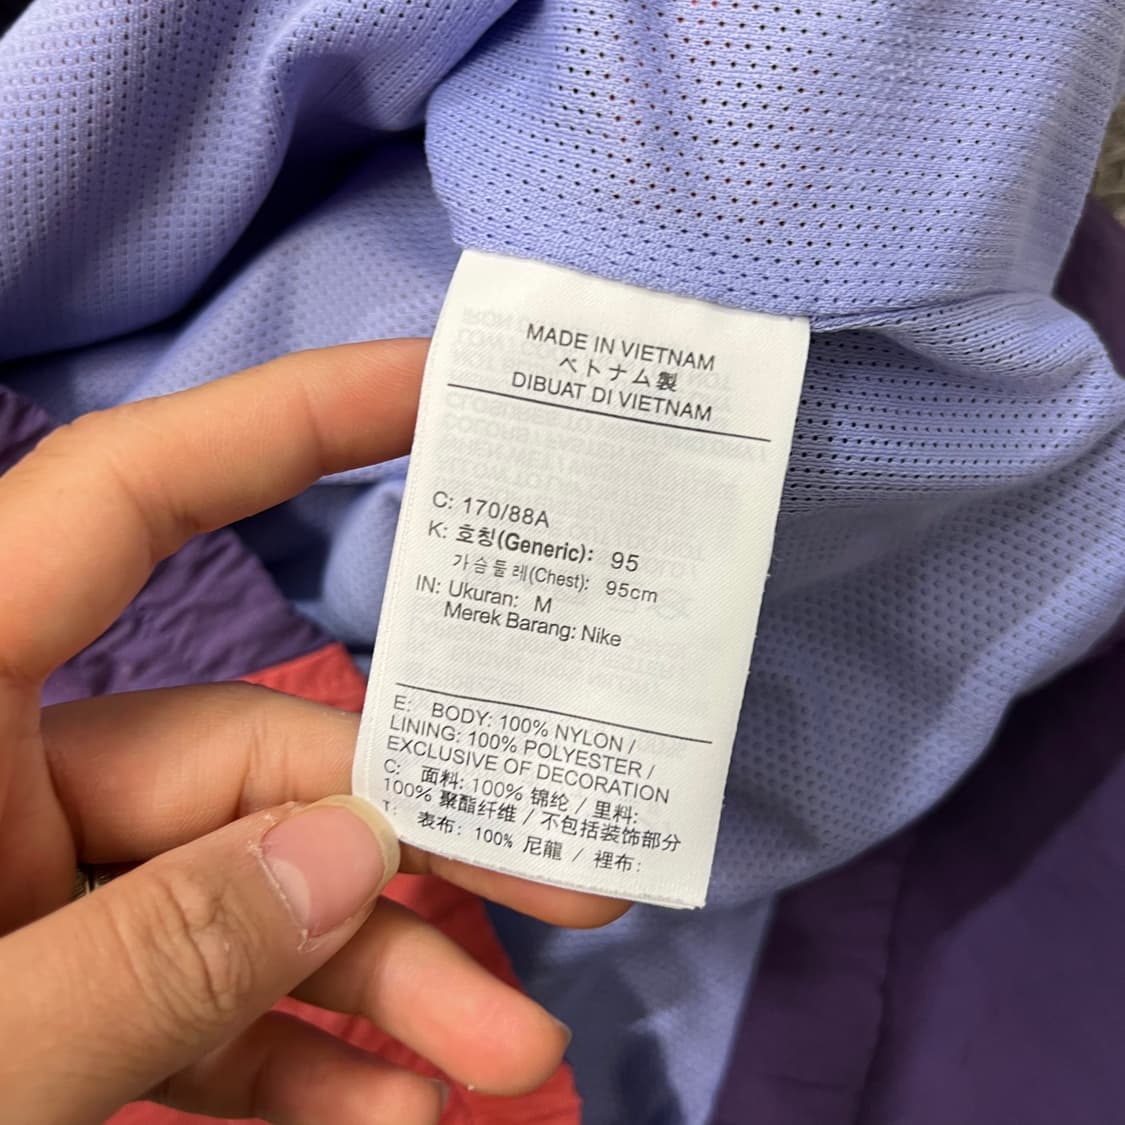 MADE IN VIETNAM
ベトナム製
DIBUAT DI VIETNAM
C: 170/88A
K: 호칭(Generic): 95
가슴둘레(Chest): 95cm
IN: Ukuran: M
Merek Barang: Nike
E: BODY: 100% NYLON /
LINING: 100% POLYESTER /
EXCLUSIVE OF DECORATION
C: 面料: 100% 锦纶 / 里料:
100% 聚酯纤维 / 不包括装饰部分
T: 表布: 100% 尼龍 / 裡布: